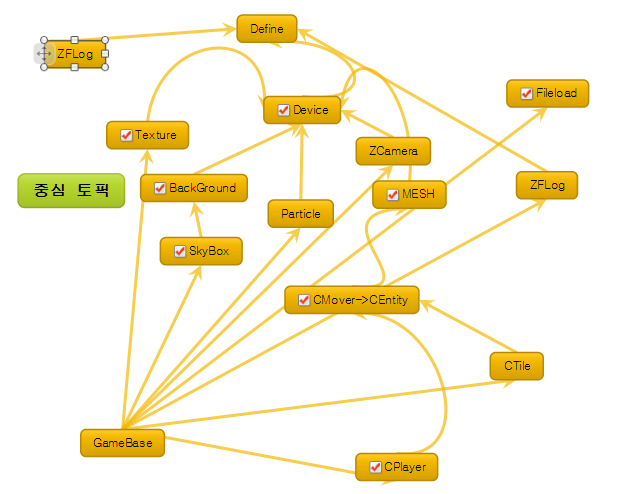 Define
ZFLog
Fileload
Device
Texture
ZCamera
ZFLog
중심 토픽
BackGround
MESH
Particle
SkyBox
CMover->CEntity
CTile
GameBase
CPlayer